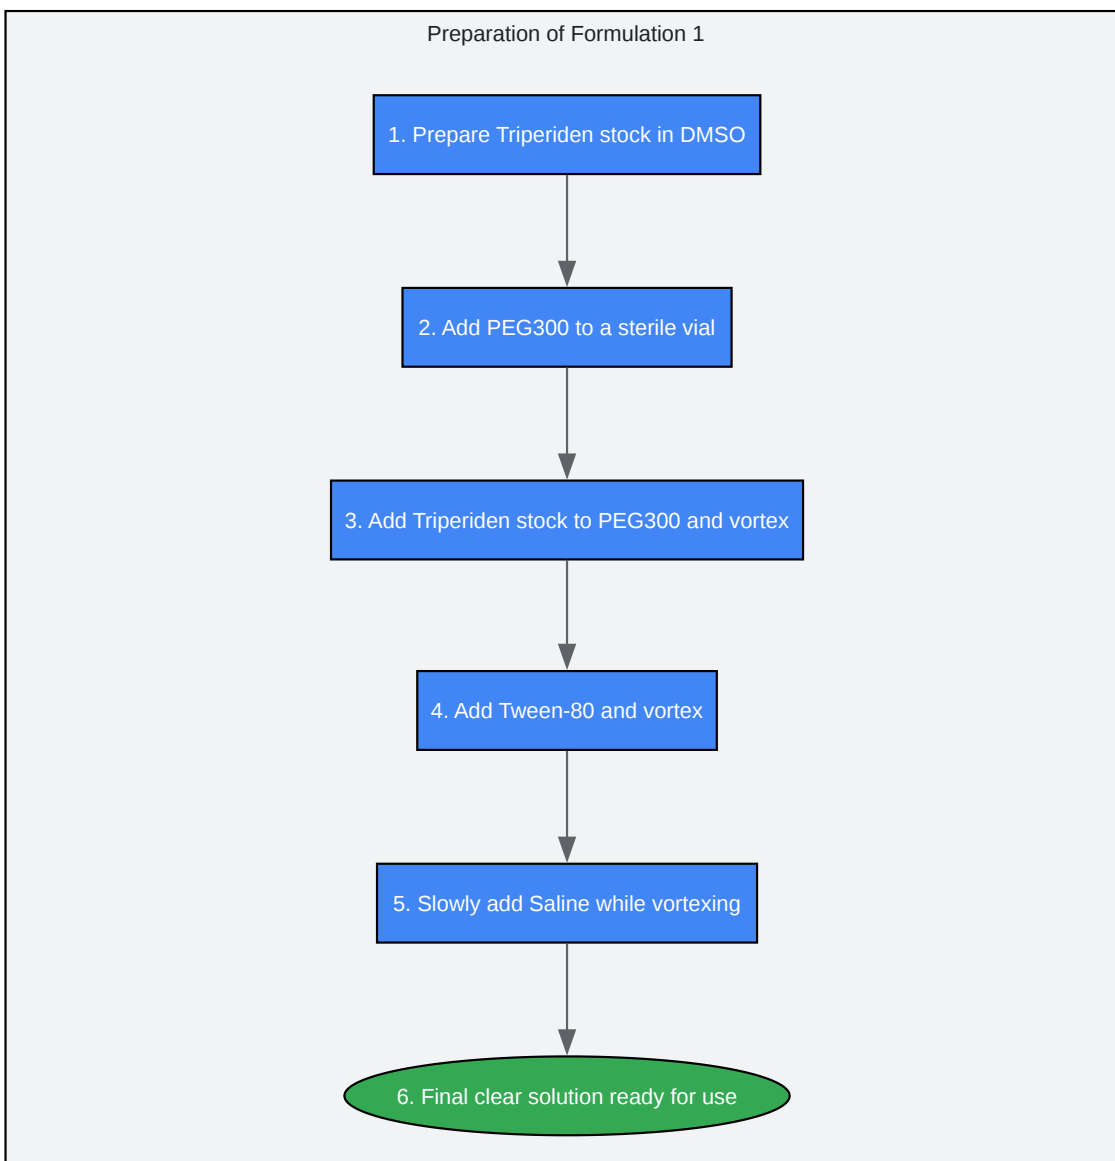 Preparation of Formulation 1
1. Prepare Triperiden stock in DMSO
2. Add PEG300 to a sterile vial
3. Add Triperiden stock to PEG300 and vortex
4. Add Tween-80 and vortex
5. Slowly add Saline while vortexing
6. Final clear solution ready for use